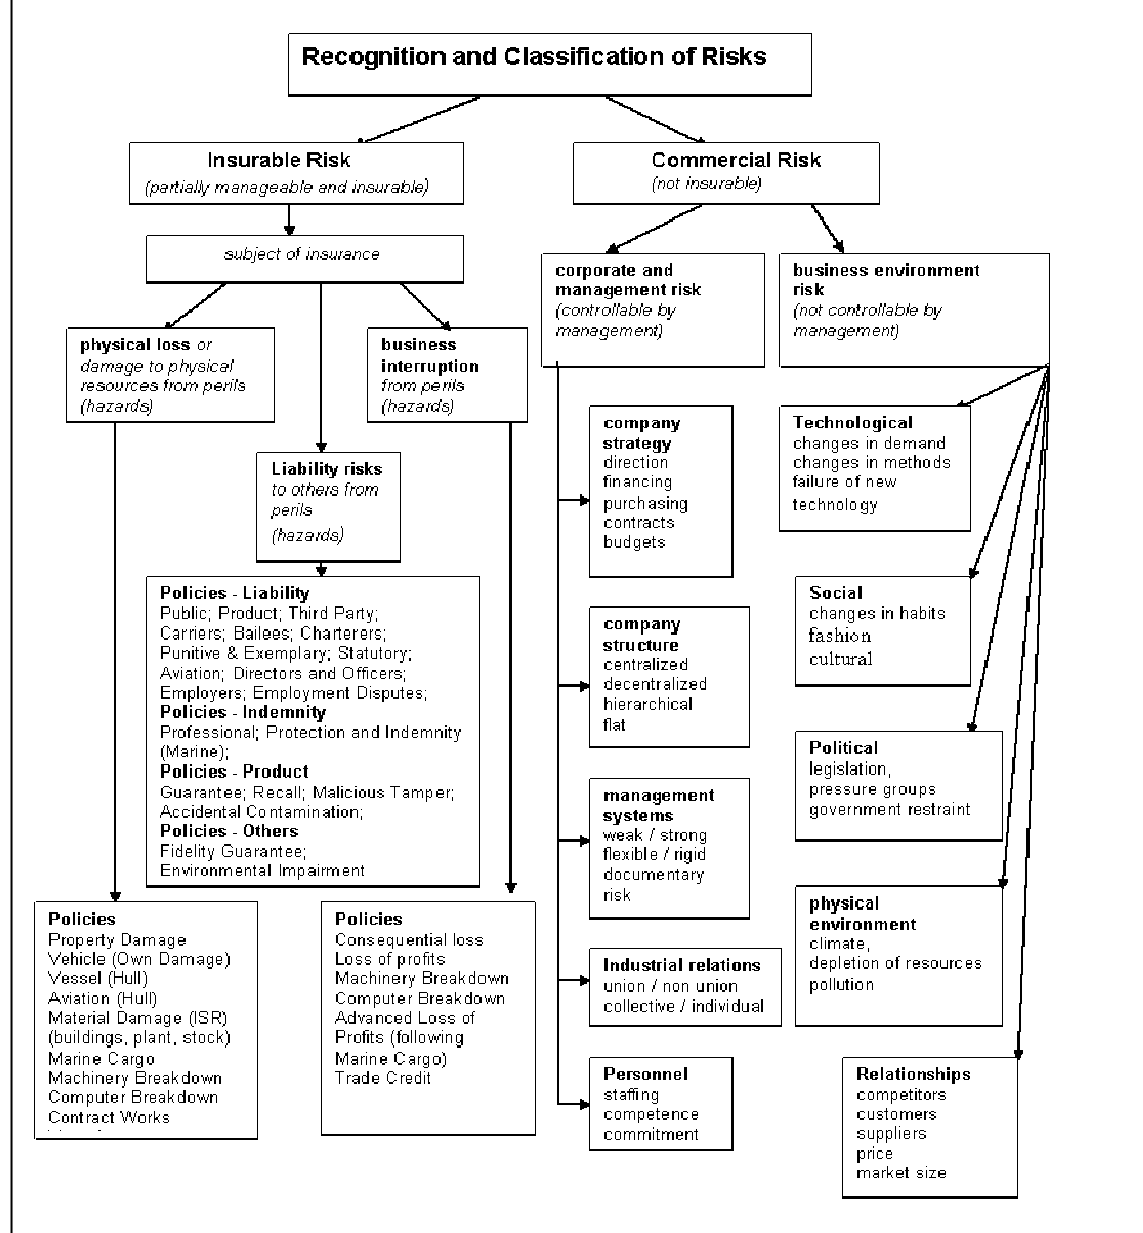 Recognition and Classification of Risks
Insurable Risk
(partially manageable and insurable)
Commercial Risk
(not insurable)
subject of insurance
corporate and
management risk
(controllable by
management)
business environment
risk
(not controllable by
management)
physical loss or
damage to physical
resources from perils
(hazards)
business
interruption
from perils
(hazards)
Liability risks
to others from
perils
(hazards)
company
strategy
direction
financing
purchasing
contracts
budgets
Technological
changes in demand
changes in methods
failure of new
technology
Policies - Liability
Public; Product; Third Party;
Carriers; Bailees; Charterers;
Punitive & Exemplary; Statutory;
Aviation; Directors and Officers;
Employers; Employment Disputes;
Policies - Indemnity
Professional; Protection and Indemnity
(Marine);
Policies - Product
Guarantee; Recall; Malicious Tamper;
Accidental Contamination;
Policies - Others
Fidelity Guarantee;
Environmental Impairment
company
structure
centralized
decentralized
hierarchical
flat
Social
changes in habits
fashion
cultural
management
systems
weak / strong
flexible / rigid
documentary
risk
Political
legislation,
pressure groups
government restraint
physical
environment
climate,
depletion of resources
pollution
Policies
Property Damage
Vehicle (Own Damage)
Vessel (Hull)
Aviation (Hull)
Material Damage (ISR)
(buildings, plant, stock)
Marine Cargo
Machinery Breakdown
Computer Breakdown
Contract Works
Policies
Consequential loss
Loss of profits
Machinery Breakdown
Computer Breakdown
Advanced Loss of
Profits (following
Marine Cargo)
Trade Credit
Industrial relations
union / non union
collective / individual
Personnel
staffing
competence
commitment
Relationships
competitors
customers
suppliers
price
market size